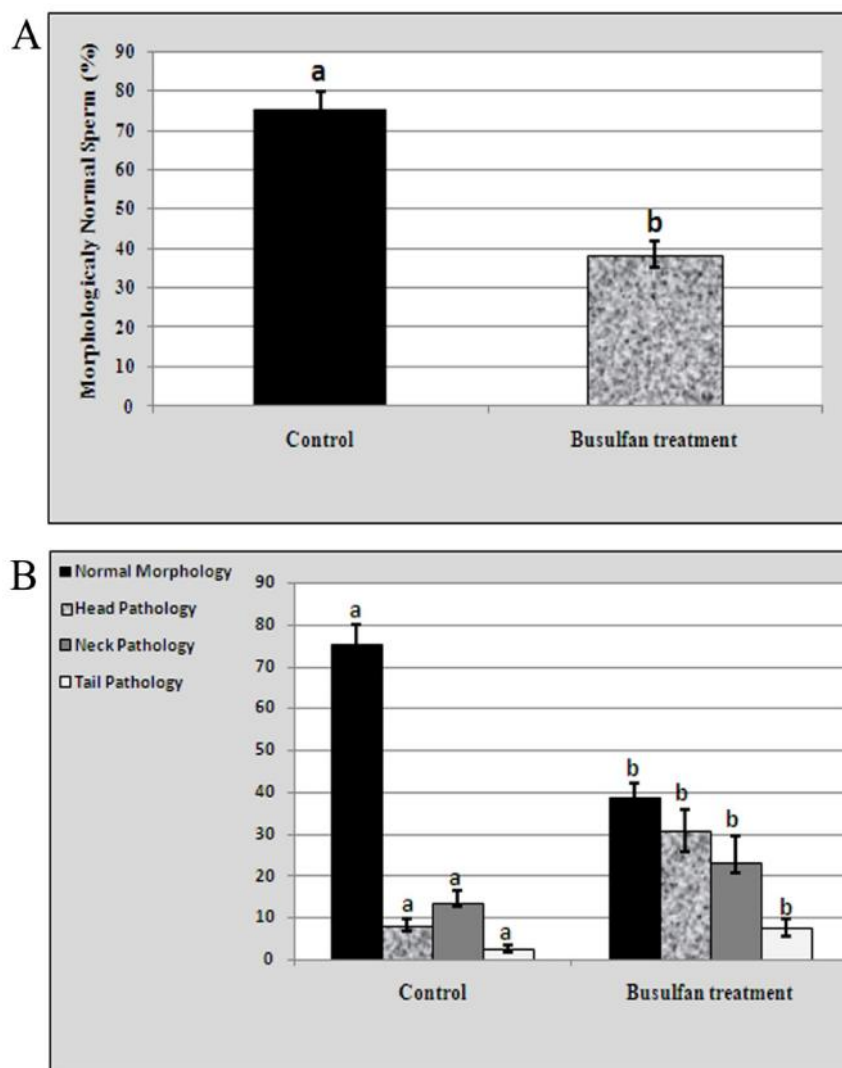 A
Morphologicaly Normal Sperm (%)
90
80
70
60
50
40
30
20
10
0
a
b
Control
Busulfan treatment
B
Normal Morphology
Head Pathology
Neck Pathology
Tail Pathology
90
80
70
60
50
40
30
20
10
0
a
a
a
a
b
b
b
b
Control
Busulfan treatment